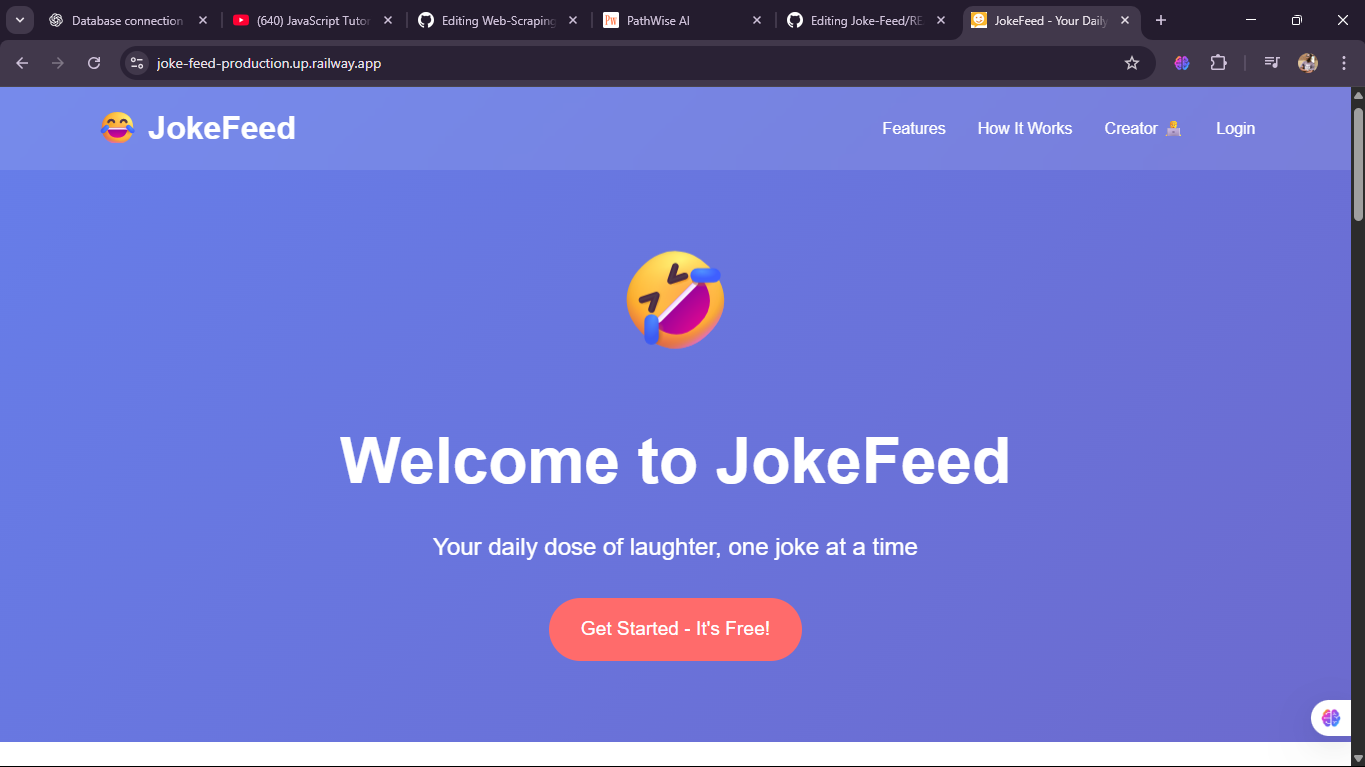 Database connection
(640) JavaScript Tutor
Editing Web-Scraping
Pw PathWise AI
Editing Joke-Feed/RE
JokeFeed - Your Daily
joke-feed-production.up.railway.app
JokeFeed
Features
How It Works
Creator
Login
Welcome to JokeFeed
Your daily dose of laughter, one joke at a time
Get Started - It's Free!